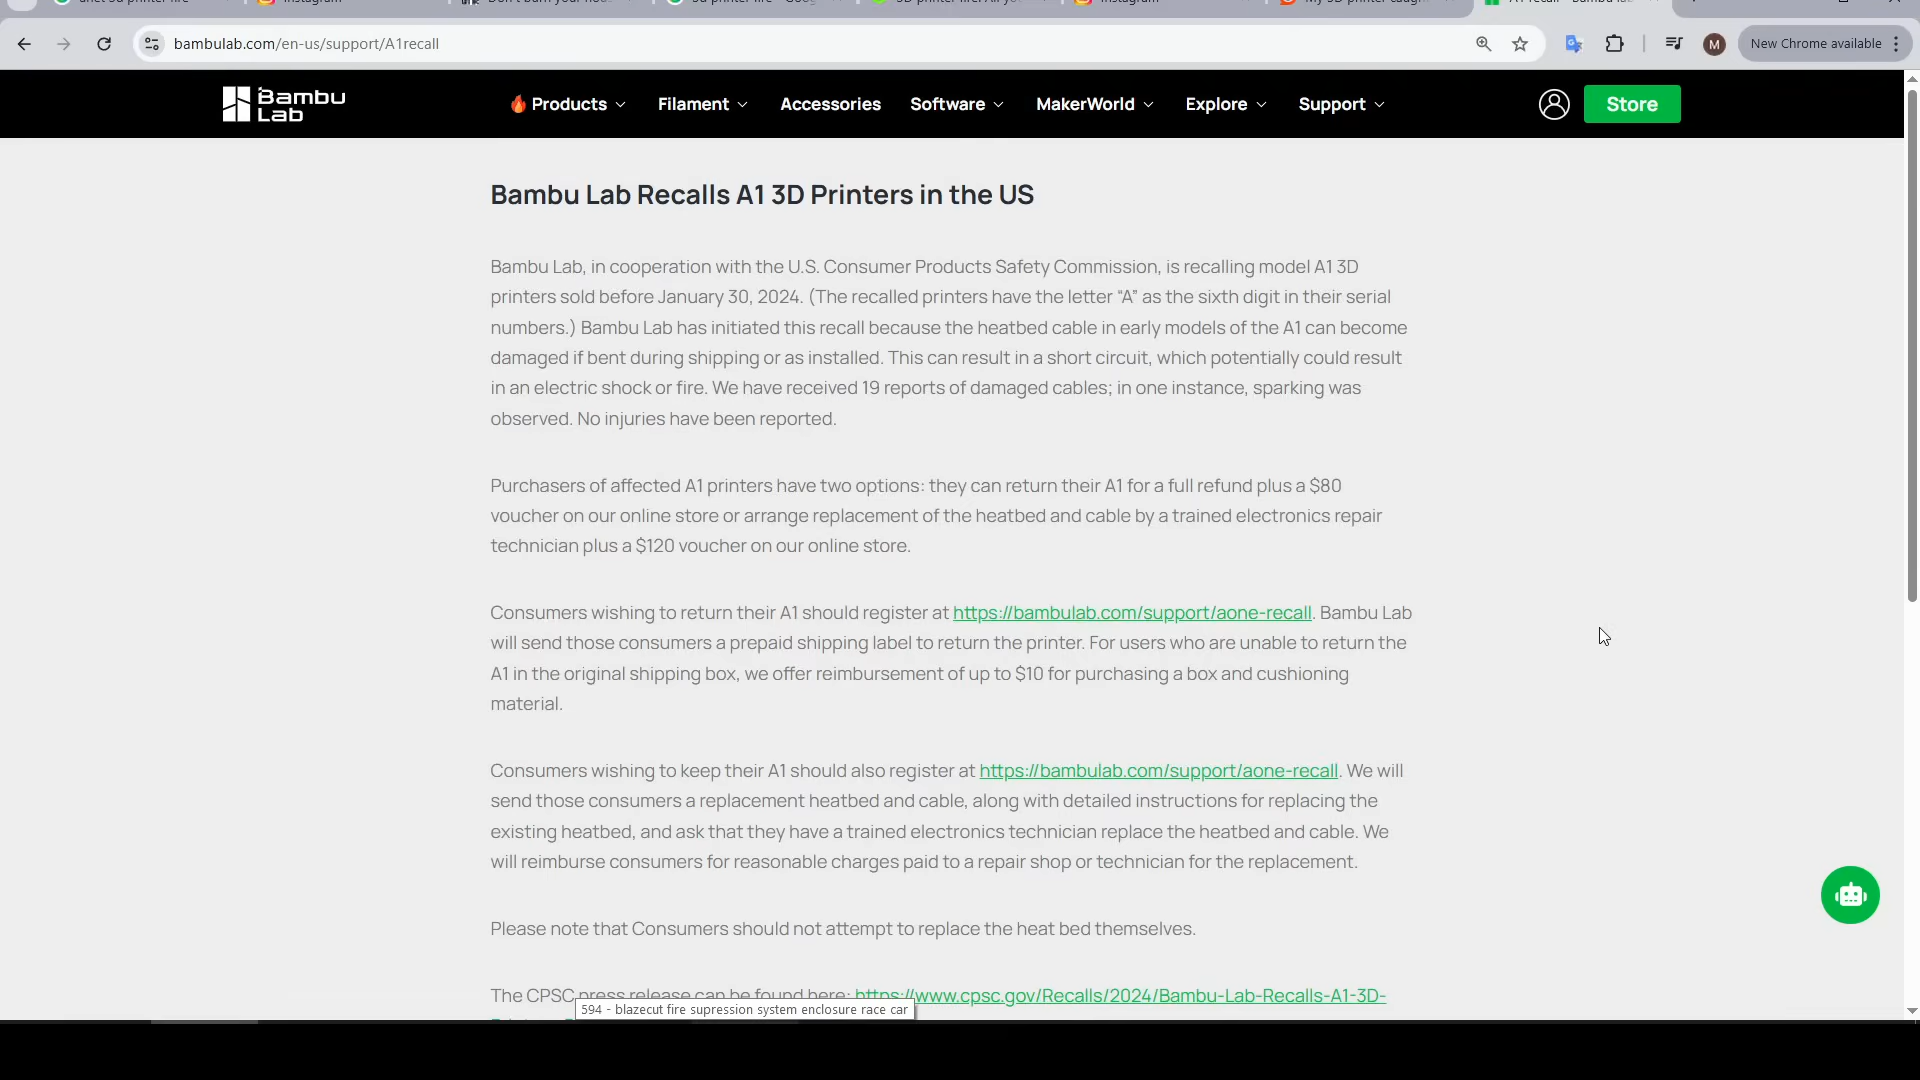 bambulab.com/en-us/support/A1recall
M
New Chrome available
Bambu Lab
Products
Filament
Accessories
Software
MakerWorld
Explore
Support
Store
Bambu Lab Recalls A1 3D Printers in the US
Bambu Lab, in cooperation with the U.S. Consumer Products Safety Commission, is recalling model A1 3D
printers sold before January 30, 2024. (The recalled printers have the letter “A” as the sixth digit in their serial
numbers.) Bambu Lab has initiated this recall because the heatbed cable in early models of the A1 can become
damaged if bent during shipping or as installed. This can result in a short circuit, which potentially could result
in an electric shock or fire. We have received 19 reports of damaged cables; in one instance, sparking was
observed. No injuries have been reported.
Purchasers of affected A1 printers have two options: they can return their A1 for a full refund plus a $80
voucher on our online store or arrange replacement of the heatbed and cable by a trained electronics repair
technician plus a $120 voucher on our online store.
Consumers wishing to return their A1 should register at https://bambulab.com/support/aone-recall. Bambu Lab
will send those consumers a prepaid shipping label to return the printer. For users who are unable to return the
A1 in the original shipping box, we offer reimbursement of up to $10 for purchasing a box and cushioning
material.
Consumers wishing to keep their A1 should also register at https://bambulab.com/support/aone-recall. We will
send those consumers a replacement heatbed and cable, along with detailed instructions for replacing the
existing heatbed, and ask that they have a trained electronics technician replace the heatbed and cable. We
will reimburse consumers for reasonable charges paid to a repair shop or technician for the replacement.
Please note that Consumers should not attempt to replace the heat bed themselves.
The CPSC press release can be found here: https://www.cpsc.gov/Recalls/2024/Bambu-Lab-Recalls-A1-3D-
594 - blazecut fire supression system enclosure race car